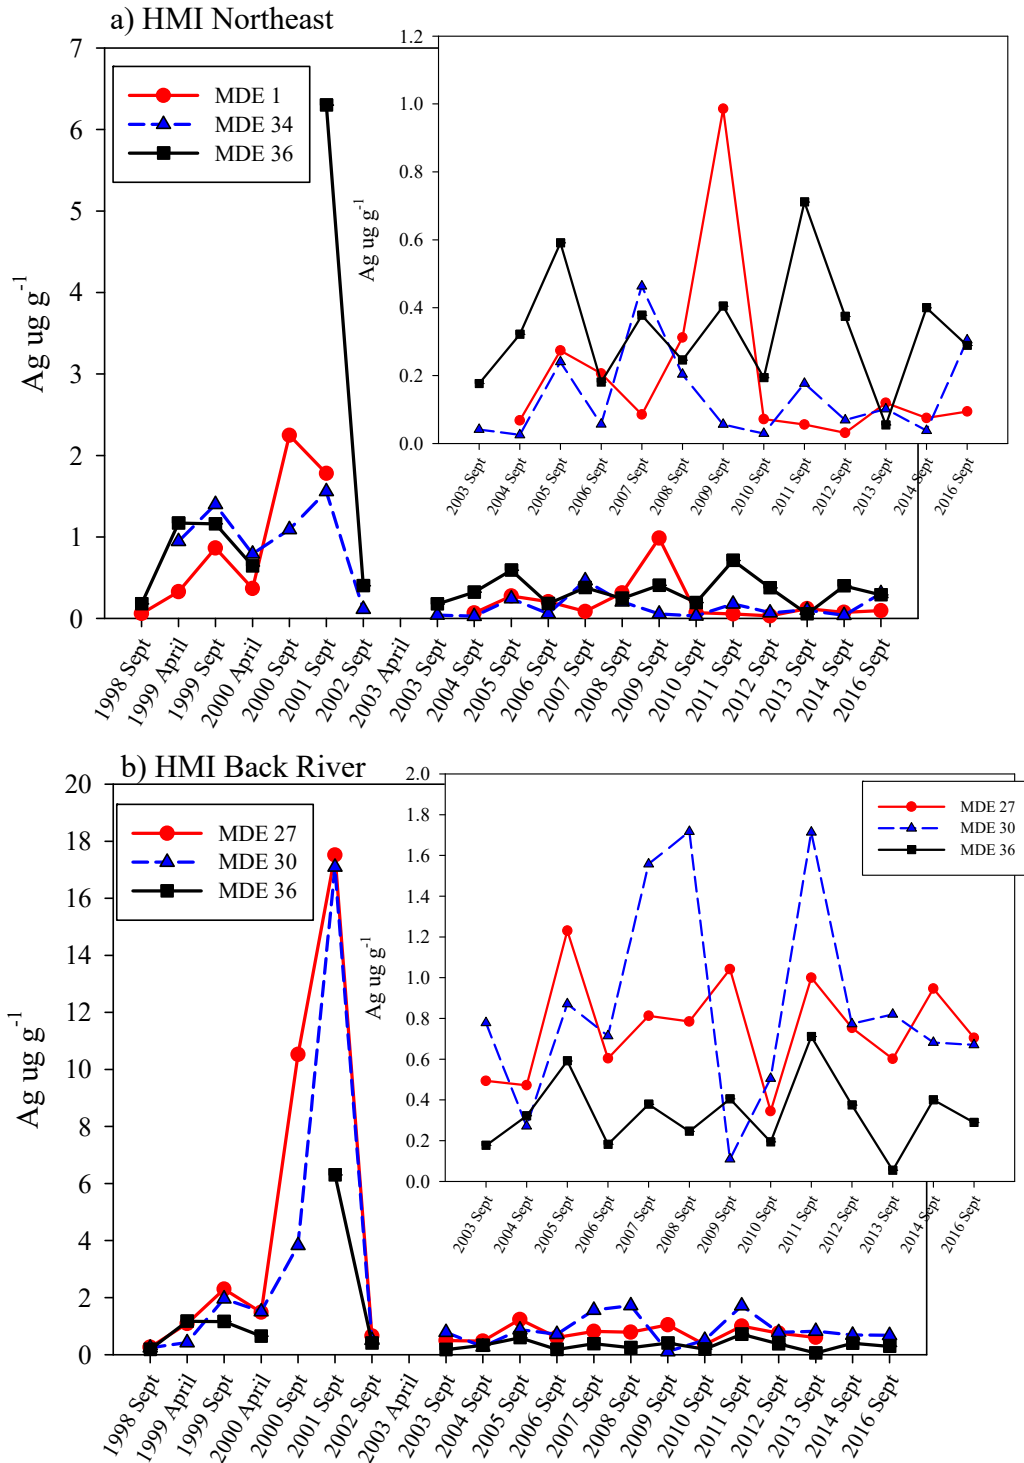 a) HMI Northeast
7
6
5
4
3
2
1
0
Ag ug g⁻¹
MDE 1
MDE 34
MDE 36
1.2
1.0
0.8
0.6
0.4
0.2
0.0
Ag ug g⁻¹
2003 Sept
2004 Sept
2005 Sept
2006 Sept
2007 Sept
2008 Sept
2009 Sept
2010 Sept
2011 Sept
2012 Sept
2013 Sept
2014 Sept
2016 Sept
1998 Sept
1999 April
1999 Sept
2000 April
2000 Sept
2001 Sept
2002 Sept
2003 April
2003 Sept
2004 Sept
2005 Sept
2006 Sept
2007 Sept
2008 Sept
2009 Sept
2010 Sept
2011 Sept
2012 Sept
2013 Sept
2014 Sept
2016 Sept
b) HMI Back River
20
18
16
14
12
10
8
6
4
2
0
Ag ug g⁻¹
MDE 27
MDE 30
MDE 36
2.0
1.8
1.6
1.4
1.2
1.0
0.8
0.6
0.4
0.2
0.0
Ag ug g⁻¹
MDE 27
MDE 30
MDE 36
2003 Sept
2004 Sept
2005 Sept
2006 Sept
2007 Sept
2008 Sept
2009 Sept
2010 Sept
2011 Sept
2012 Sept
2013 Sept
2014 Sept
2016 Sept
1998 Sept
1999 April
1999 Sept
2000 April
2000 Sept
2001 Sept
2002 Sept
2003 April
2003 Sept
2004 Sept
2005 Sept
2006 Sept
2007 Sept
2008 Sept
2009 Sept
2010 Sept
2011 Sept
2012 Sept
2013 Sept
2014 Sept
2016 Sept